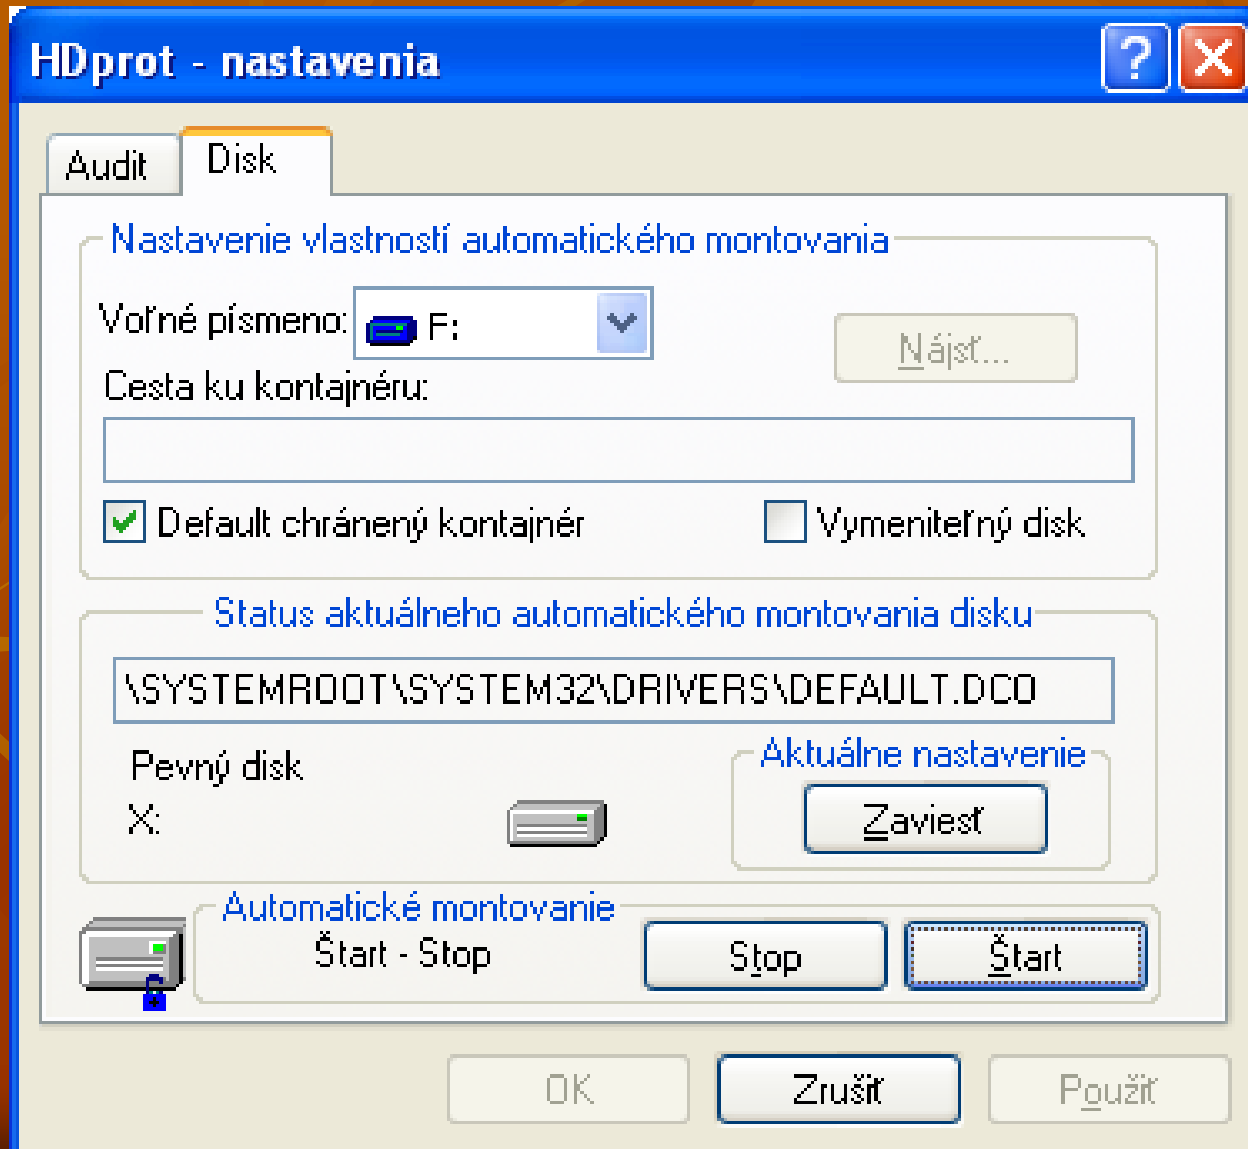 HDprot - nastavenia
Audit
Disk
Nastavenie vlastností automatického montovania
Voľné písmeno:
F:
Nájsť...
Cesta ku kontajnéru:
Default chránený kontajnér
Vymeniteľný disk
Status aktuálneho automatického montovania disku
\SYSTEMROOT\SYSTEM32\DRIVERS\DEFAULT.DCO
Pevný disk
X:
Aktuálne nastavenie
Zaviesť
Automatické montovanie
Štart - Stop
Stop
Štart
OK
Zrušiť
Použiť